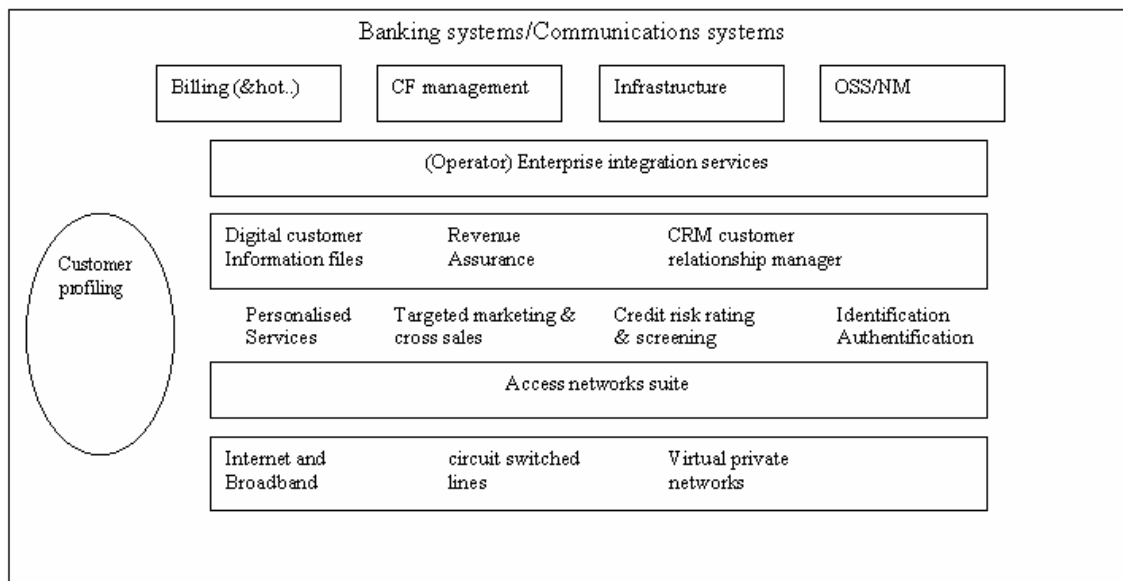 Banking systems/Communications systems
Billing (&hot..)
CF management
Infrastructure
OSS/NM
(Operator) Enterprise integration services
Customer
profiling
Digital customer
Information files
Revenue
Assurance
CRM customer
relationship manager
Personalised
Services
Targeted marketing &
cross sales
Credit risk rating
& screening
Identification
Authentification
Access networks suite
Internet and
Broadband
circuit switched
lines
Virtual private
networks